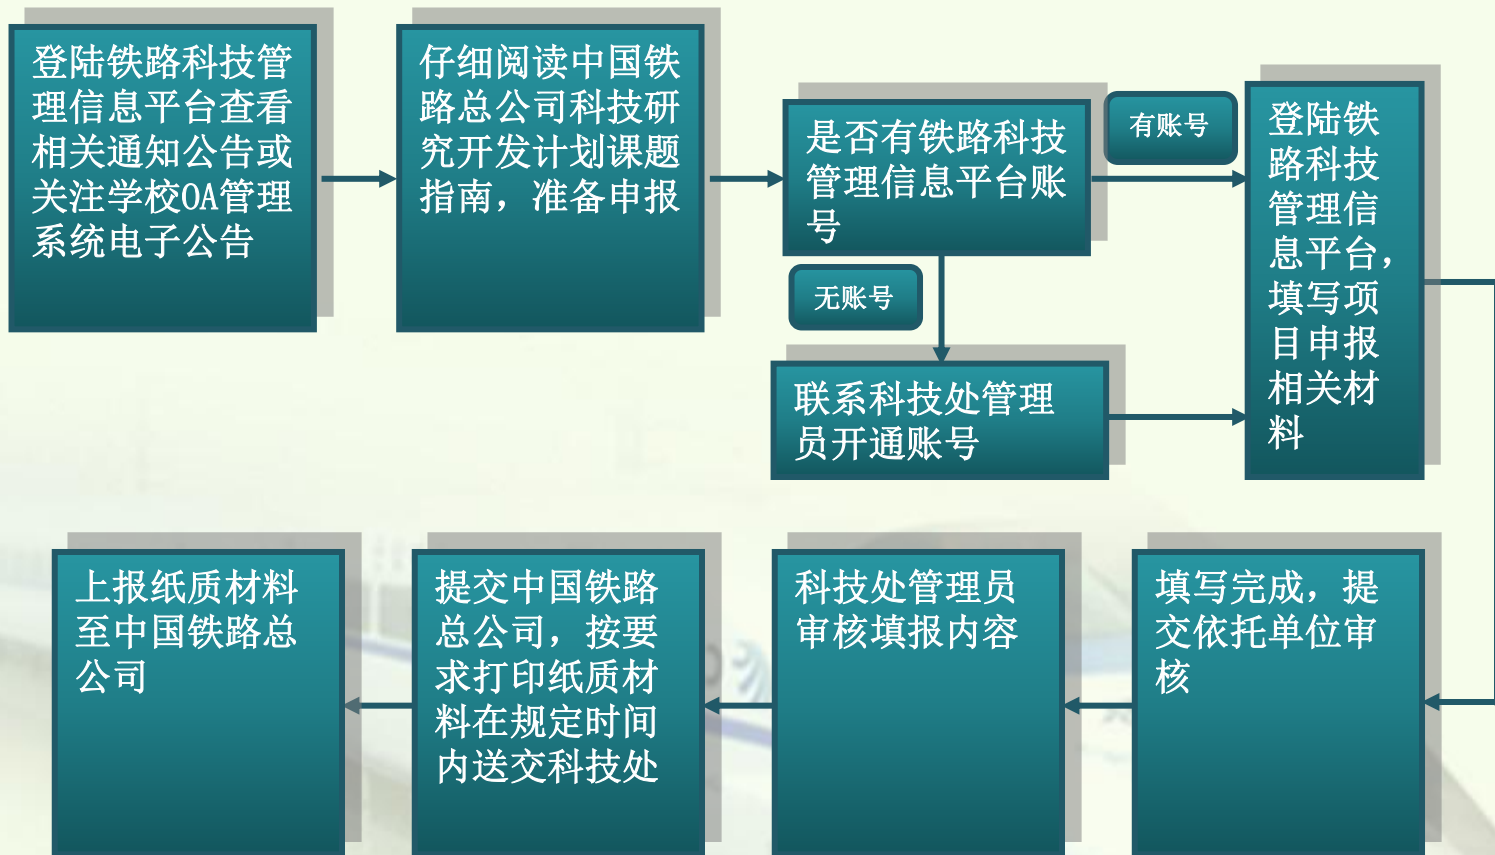 登陆铁路科技管
理信息平台查看
相关通知公告或
关注学校OA管理
系统电子公告
仔细阅读中国铁
路总公司科技研
究开发计划课题
指南，准备申报
是否有铁路科技
管理信息平台账
号
有账号
无账号
联系科技处管理
员开通账号
登陆铁
路科技
管理信
息平台，
填写项
目申报
相关材
料
填写完成，提
交依托单位审
核
科技处管理员
审核填报内容
提交中国铁路
总公司，按要
求打印纸质材
料在规定时间
内送交科技处
上报纸质材料
至中国铁路总
公司